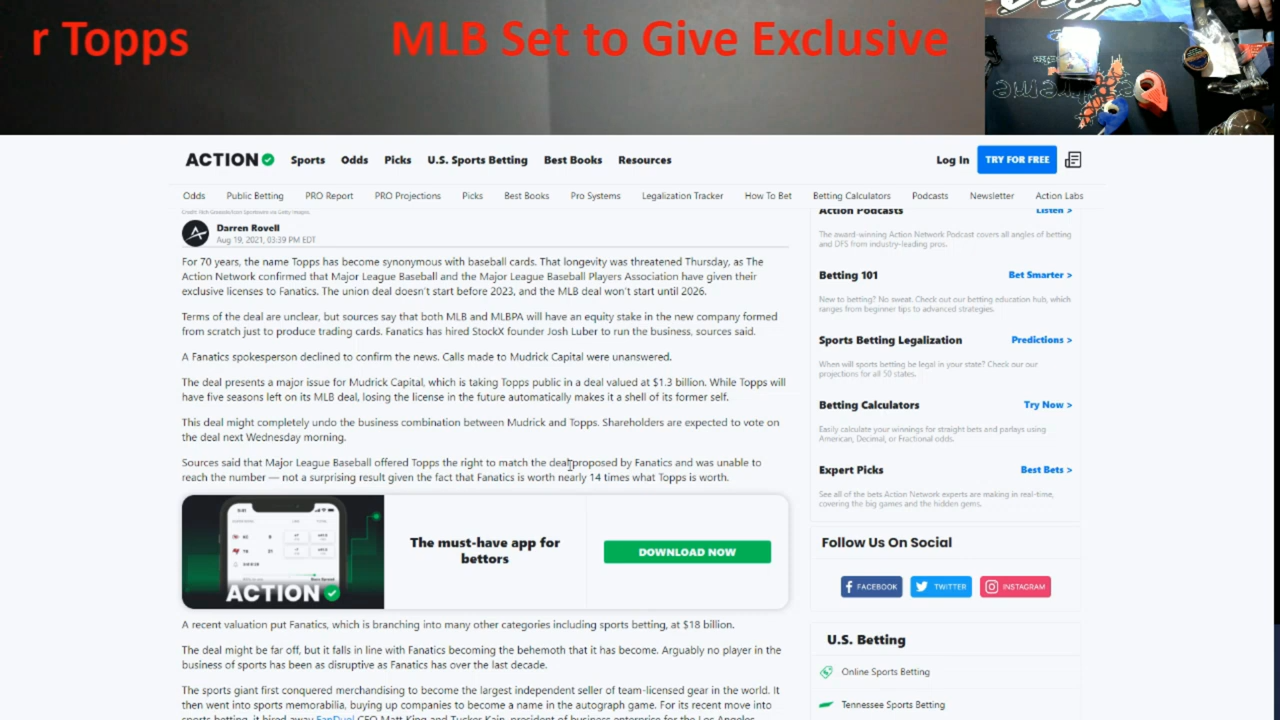 r Topps MLB Set to Give Exclusive
ACTION Sports Odds Picks U.S. Sports Betting Best Books Resources Log In TRY FOR FREE
Odds Public Betting PRO Report PRO Projections Picks Best Books Pro Systems Legalization Tracker How To Bet Betting Calculators Podcasts Newsletter Action Labs
Darren Rovell
Aug 19, 2021, 03:39 PM EDT
For 70 years, the name Topps has become synonymous with baseball cards. That longevity was threatened Thursday, as The
Action Network confirmed that Major League Baseball and the Major League Baseball Players Association have given their
exclusive licenses to Fanatics. The union deal doesn't start before 2023, and the MLB deal won't start until 2026.
Terms of the deal are unclear, but sources say that both MLB and MLBPA will have an equity stake in the new company formed
from scratch just to produce trading cards. Fanatics has hired StockX founder Josh Luber to run the business, sources said.
A Fanatics spokesperson declined to confirm the news. Calls made to Mudrick Capital were unanswered.
The deal presents a major issue for Mudrick Capital, which is taking Topps public in a deal valued at $1.3 billion. While Topps will
have five seasons left on its MLB deal, losing the license in the future automatically makes it a shell of its former self.
This deal might completely undo the business combination between Mudrick and Topps. Shareholders are expected to vote on
the deal next Wednesday morning.
Sources said that Major League Baseball offered Topps the right to match the deal proposed by Fanatics and was unable to
reach the number — not a surprising result given the fact that Fanatics is worth nearly 14 times what Topps is worth.
ACTION
The must-have app for
bettors
DOWNLOAD NOW
A recent valuation put Fanatics, which is branching into many other categories including sports betting, at $18 billion.
The deal might be far off, but it falls in line with Fanatics becoming the behemoth that it has become. Arguably no player in the
business of sports has been as disruptive as Fanatics has over the last decade.
The sports giant first conquered merchandising to become the largest independent seller of team-licensed gear in the world. It
then went into sports memorabilia, buying up companies to become a name in the autograph game. For its recent move into
sports betting, it hired away FanDuel CEO Matt King and Tucker Kain, president of business enterprise for the Los Angeles
Action Podcasts Listen >
The award-winning Action Network Podcast covers all angles of betting
and DFS from industry-leading pros.
Betting 101 Bet Smarter >
New to betting? No sweat. Check out our betting education hub, which
ranges from beginner tips to advanced strategies.
Sports Betting Legalization Predictions >
When will sports betting be legal in your state? Check our our
projections for all 50 states.
Betting Calculators Try Now >
Easily calculate your winnings for straight bets and parlays using
American, Decimal, or Fractional odds.
Expert Picks Best Bets >
See all of the bets Action Network experts are making in real-time,
covering the big games and the hidden gems.
Follow Us On Social
FACEBOOK TWITTER INSTAGRAM
U.S. Betting
Online Sports Betting
Tennessee Sports Betting